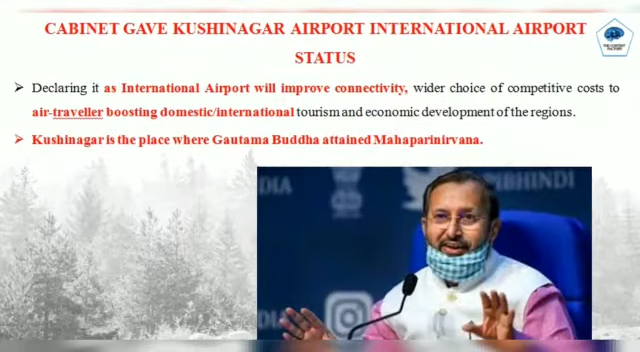 CABINET GAVE KUSHINAGAR AIRPORT INTERNATIONAL AIRPORT
STATUS
➤ Declaring it as International Airport will improve connectivity, wider choice of competitive costs to
air-traveller boosting domestic/international tourism and economic development of the regions.
➤ Kushinagar is the place where Gautama Buddha attained Mahaparinirvana.
DIA